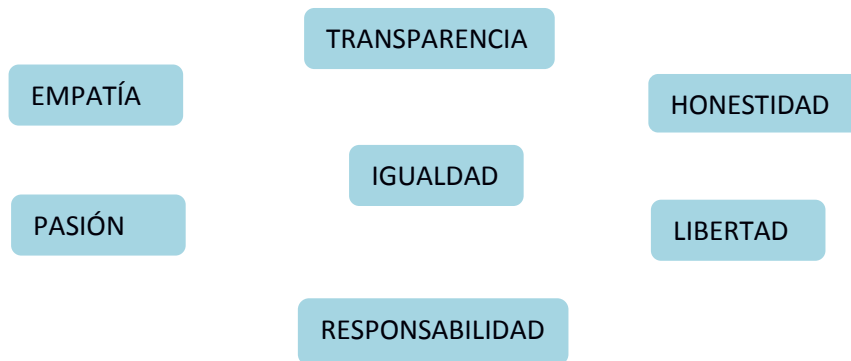 TRANSPARENCIA
EMPATÍA
HONESTIDAD
IGUALDAD
PASIÓN
LIBERTAD
RESPONSABILIDAD